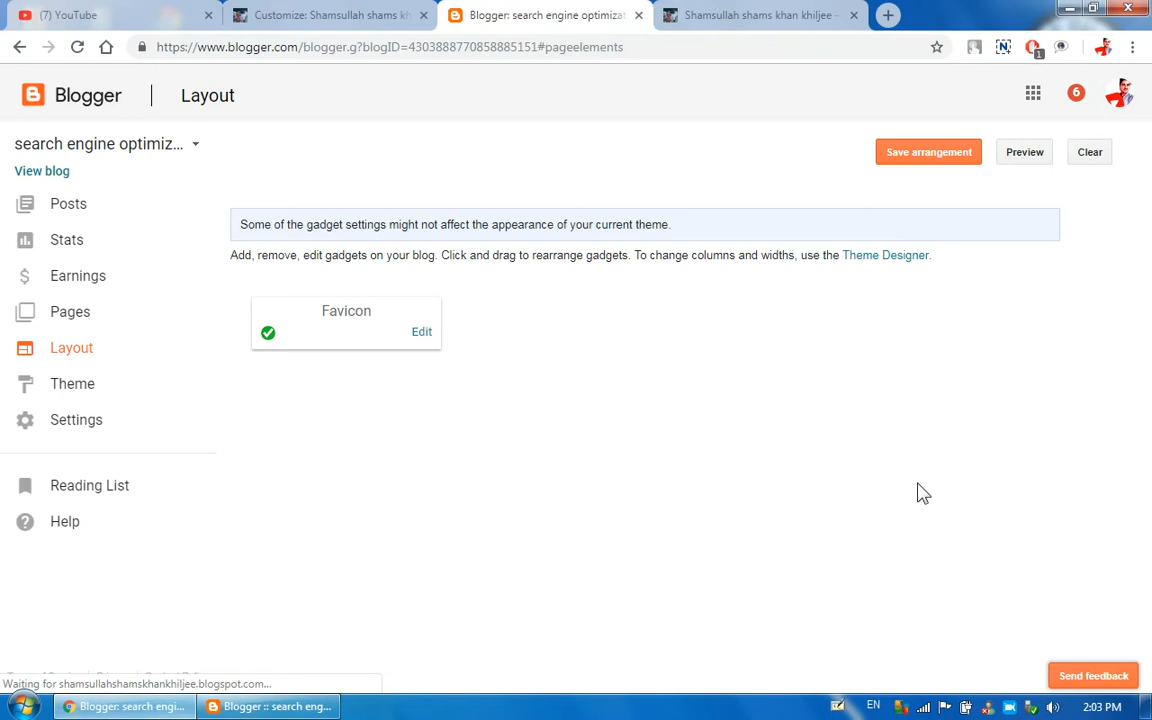 (7) YouTube
Customize: Shamsullah shams kh
Blogger: search engine optimizat
Shamsullah shams khan khiljee –
https://www.blogger.com/blogger.g?blogID=4303888770858885151#pageelements
1
Blogger
Layout
6
search engine optimiz...
Save arrangement
Preview
Clear
View blog
Posts
Stats
Earnings
Pages
Layout
Theme
Settings
Reading List
Help
Some of the gadget settings might not affect the appearance of your current theme.
Add, remove, edit gadgets on your blog. Click and drag to rearrange gadgets. To change columns and widths, use the Theme Designer.
Favicon
Edit
Send feedback
Waiting for shamsullahshamskhankhiljee.blogspot.com...
Blogger: search engi...
Blogger :: search eng...
EN
2:03 PM